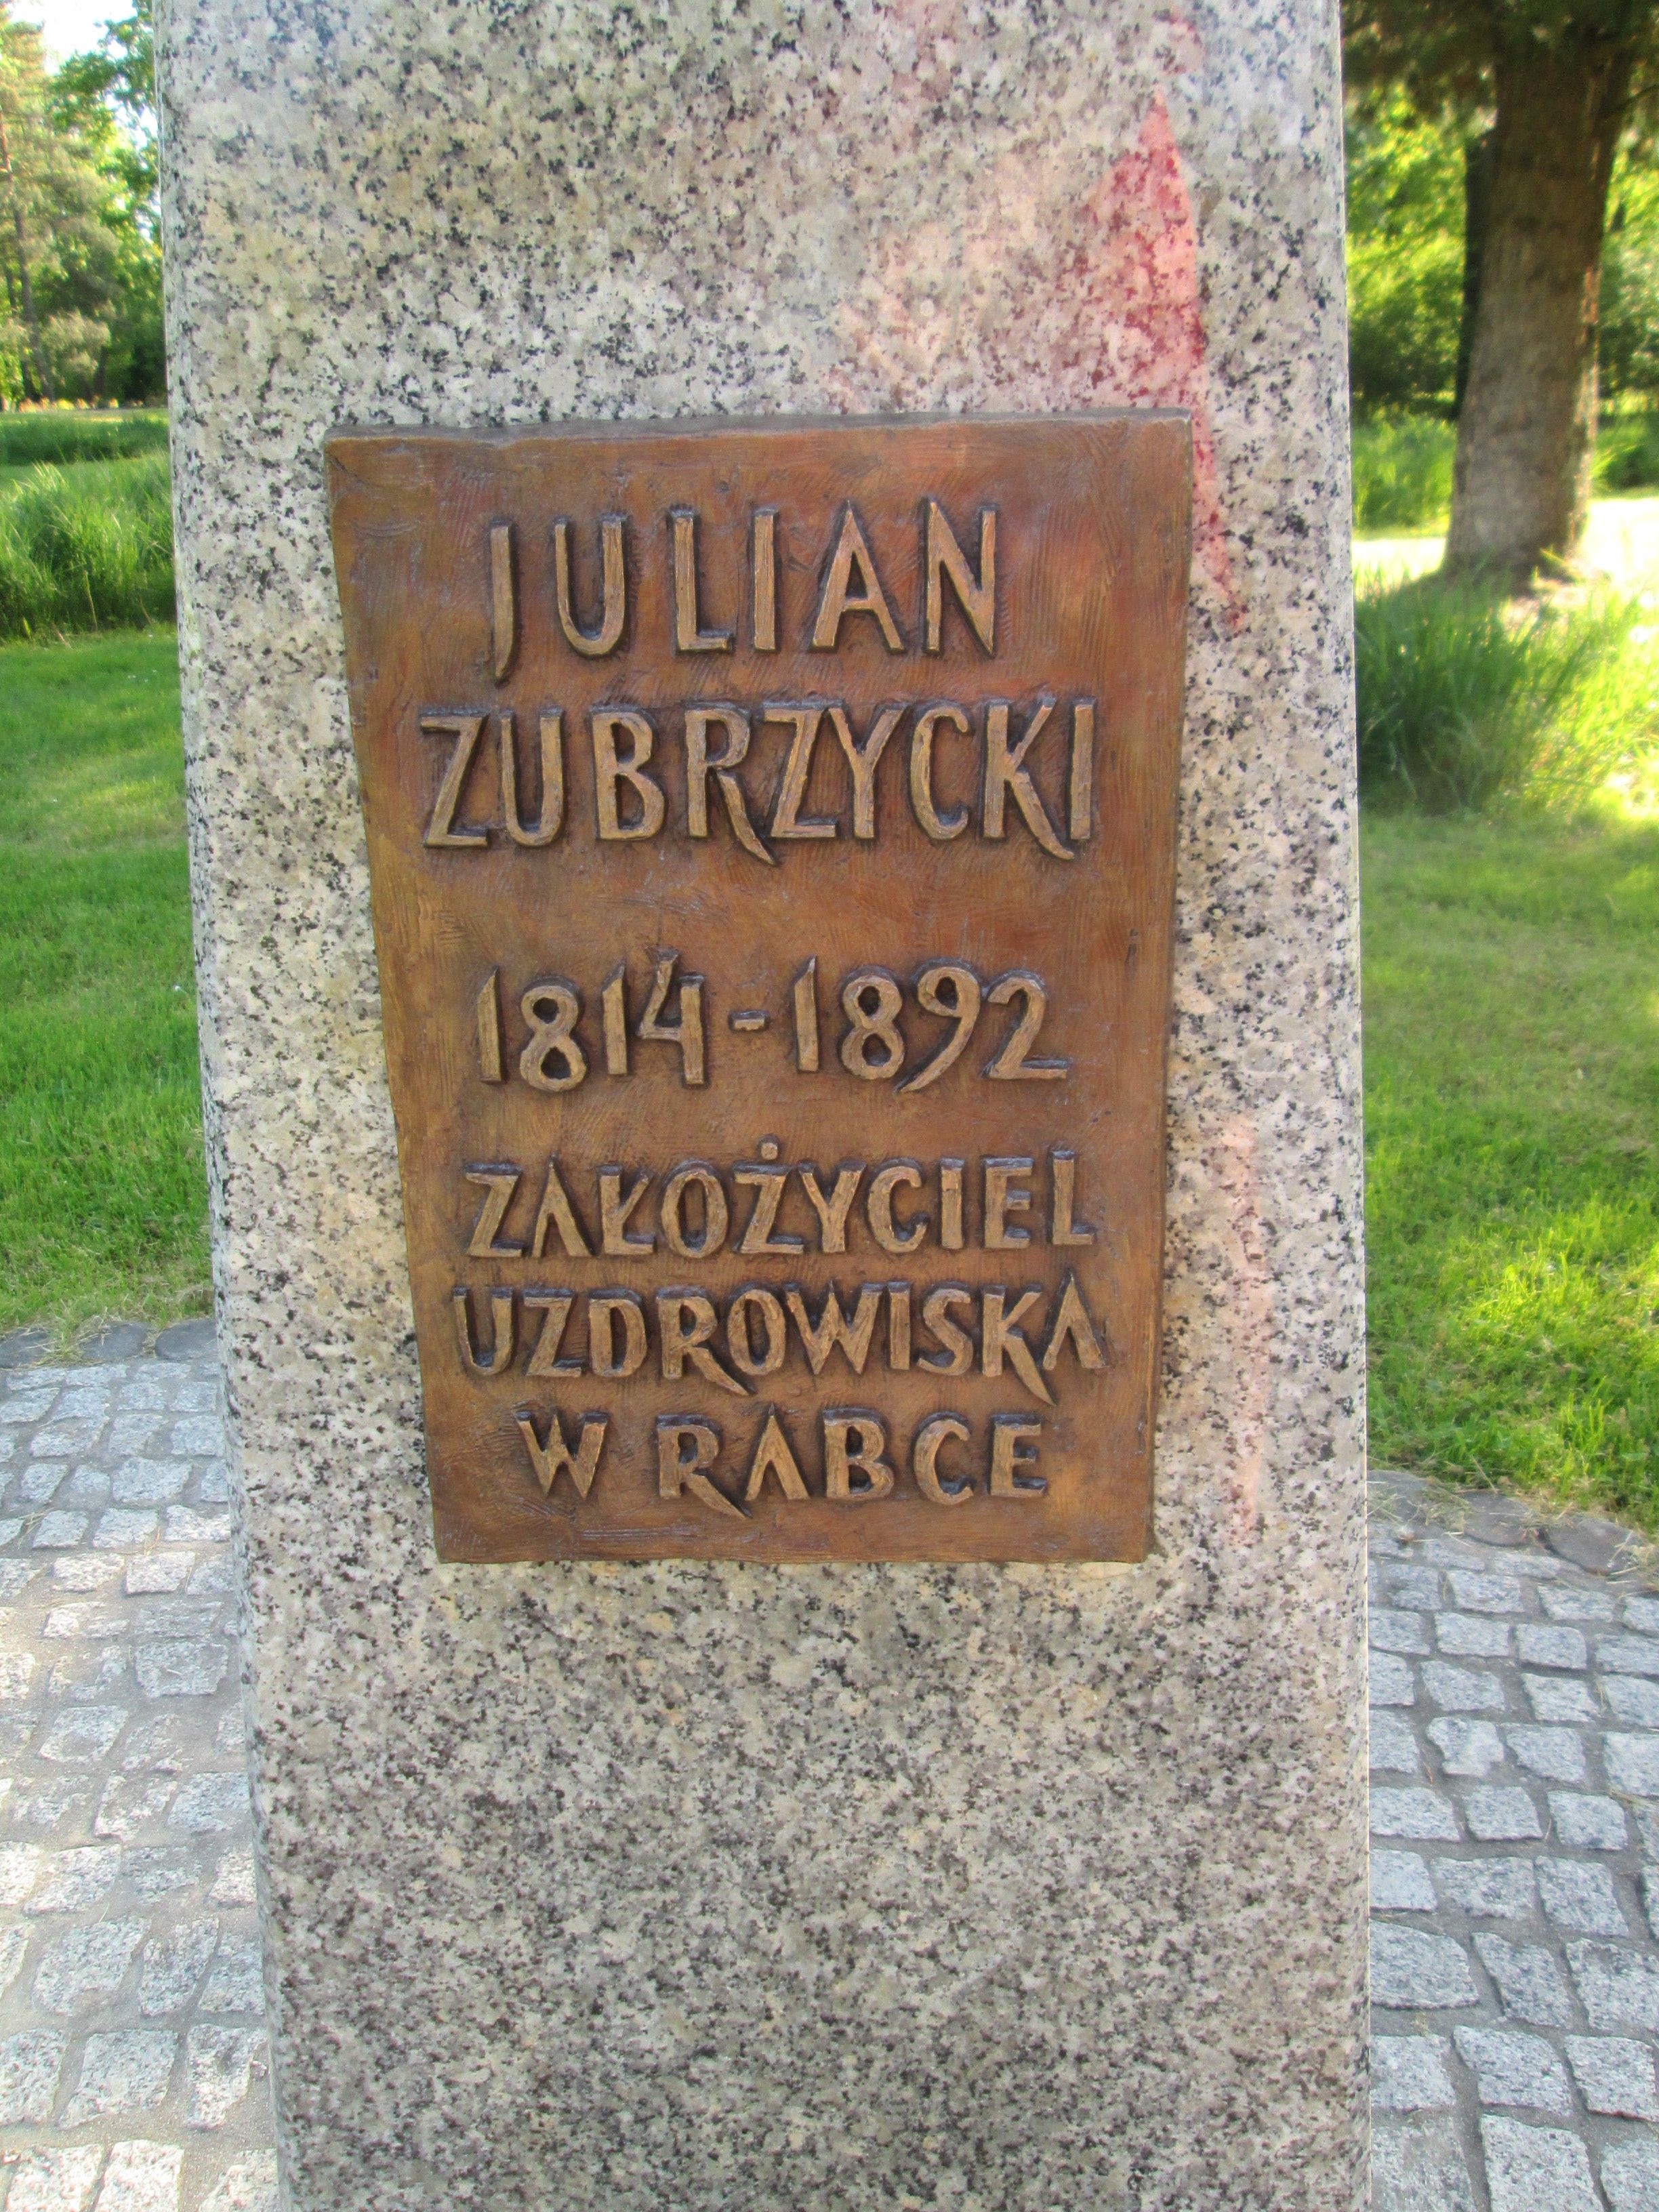 JULIAN
ZUBRZYCKI
1814-1892
ZAŁOŻYCIEL
UZDROWISKA
W RABCE